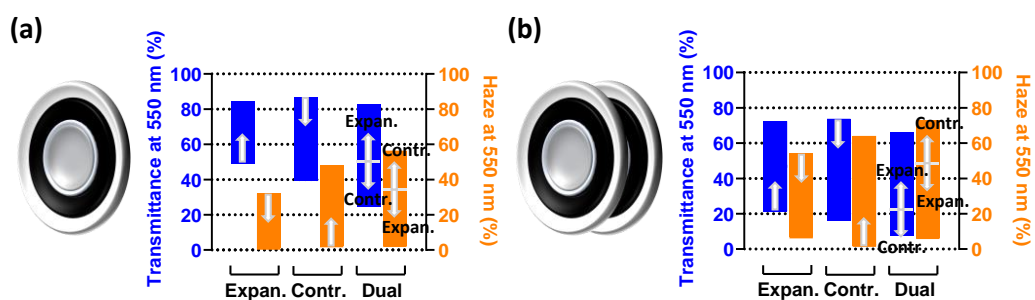 (a)
Transmittance at 550 nm (%)
100
80
60
40
20
0
Expan.
Contr.
Contr.
Expan.
100
80
60
40
20
0
Haze at 550 nm (%)
Expan. Contr. Dual
(b)
Transmittance at 550 nm (%)
100
80
60
40
20
0
Contr.
Expan.
Expan.
Contr.
100
80
60
40
20
0
Haze at 550 nm (%)
Expan. Contr. Dual